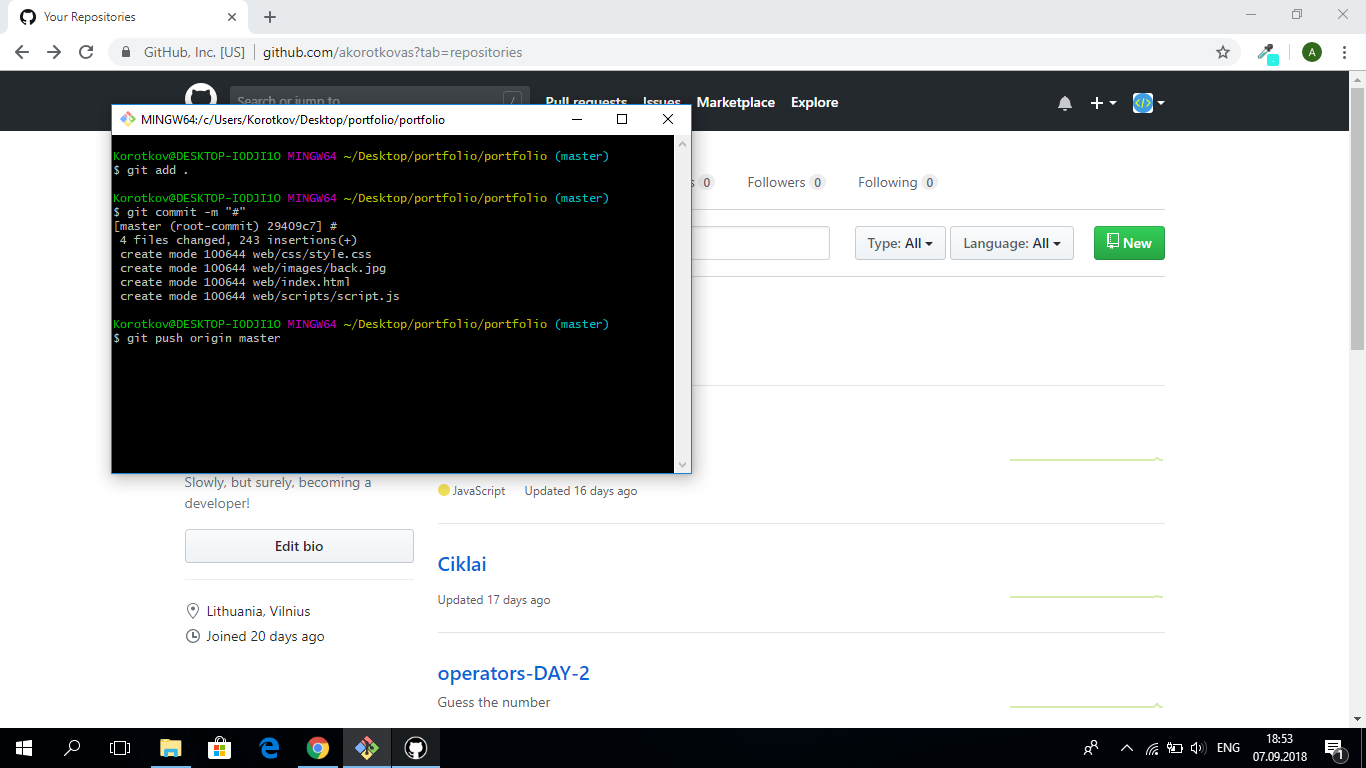 Your Repositories
GitHub, Inc. [US] github.com/akorotkovas?tab=repositories
A
Search or jump to /
Pull requests Issues Marketplace Explore
MINGW64:/c/Users/Korotkov/Desktop/portfolio/portfolio
Korotkov@DESKTOP-IODJI1O MINGW64 ~/Desktop/portfolio/portfolio (master)
$ git add .
Korotkov@DESKTOP-IODJI1O MINGW64 ~/Desktop/portfolio/portfolio (master)
$ git commit -m "#"
[master (root-commit) 29409c7] #
4 files changed, 243 insertions(+)
create mode 100644 web/css/style.css
create mode 100644 web/images/back.jpg
create mode 100644 web/index.html
create mode 100644 web/scripts/script.js
Korotkov@DESKTOP-IODJI1O MINGW64 ~/Desktop/portfolio/portfolio (master)
$ git push origin master
s 0 Followers 0 Following 0
Type: All Language: All New
Slowly, but surely, becoming a
developer!
Edit bio
Lithuania, Vilnius
Joined 20 days ago
JavaScript Updated 16 days ago
Ciklai
Updated 17 days ago
operators-DAY-2
Guess the number
ENG
18:53
07.09.2018
1